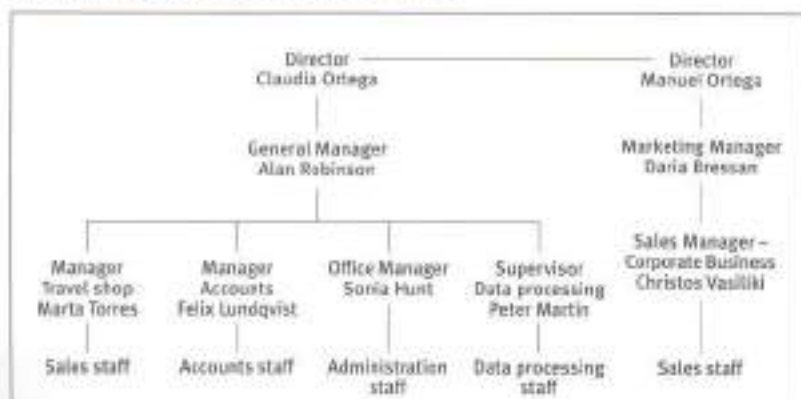 Director
Claudia Ortega
Director
Manuel Ortega
General Manager
Alan Robinson
Marketing Manager
Daria Bressan
Manager
Travel shop
Marta Torres
Manager
Accounts
Felix Lundqvist
Office Manager
Sonia Hunt
Supervisor
Data processing
Peter Martin
Sales Manager –
Corporate Business
Christos Vasiliki
Sales staff
Accounts staff
Administration
staff
Data processing
staff
Sales staff